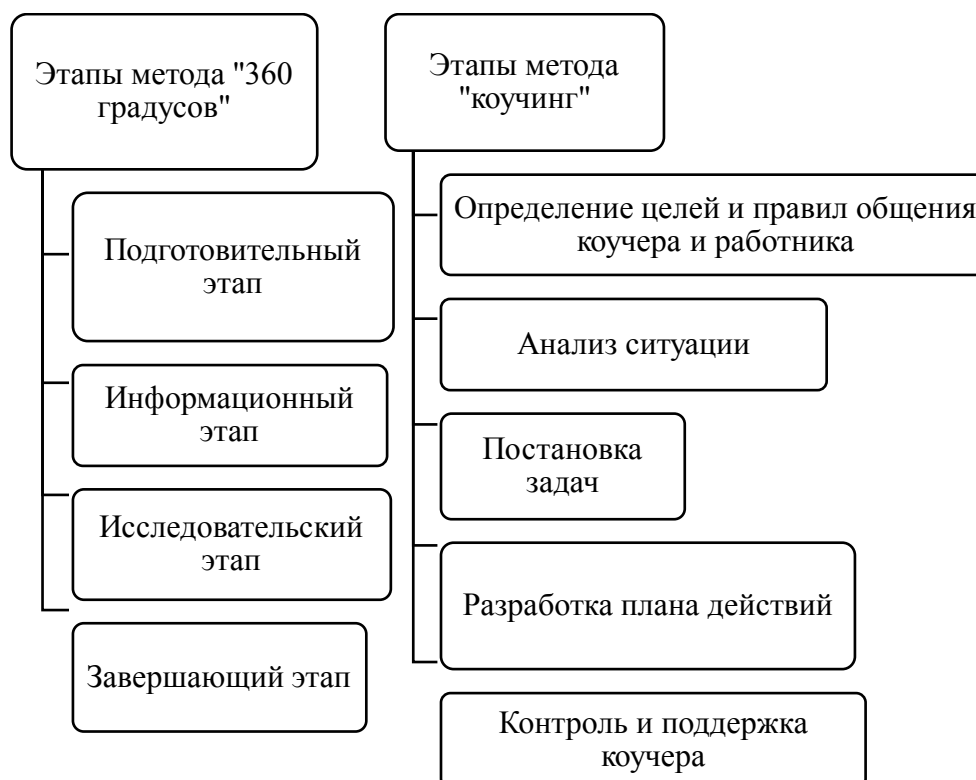 Этапы метода "360
градусов"
Подготовительный
этап
Информационный
этап
Исследовательский
этап
Завершающий этап
Этапы метода
"коучинг"
Определение целей и правил общения
коучера и работника
Анализ ситуации
Постановка
задач
Разработка плана действий
Контроль и поддержка
коучера